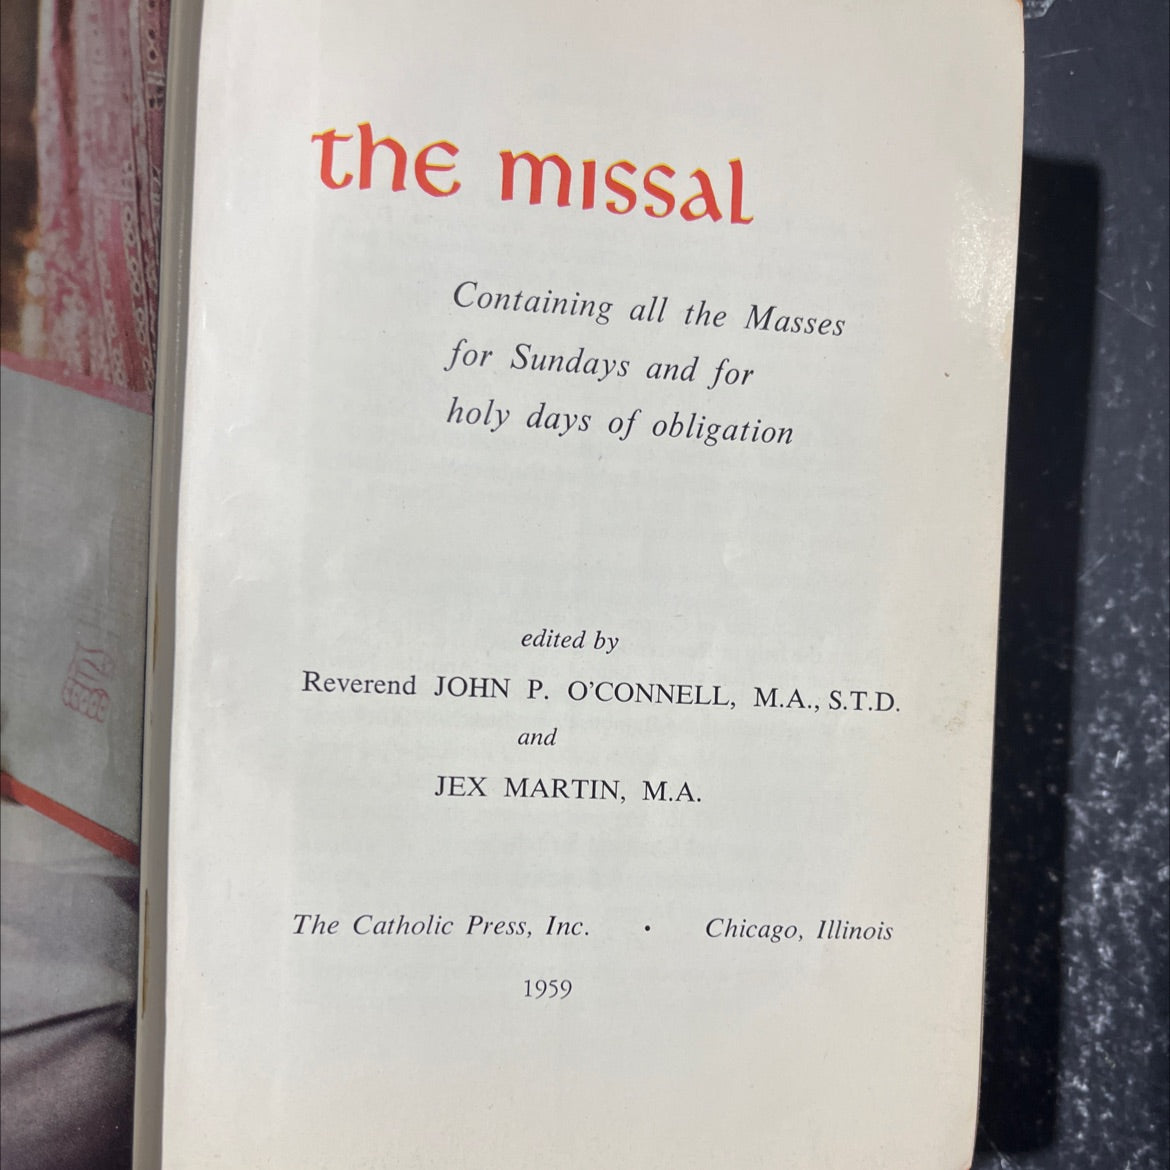 the missal
Containing all the Masses
for Sundays and for
holy days of obligation
edited by
Reverend JOHN P. O'CONNELL, M.A., S.T.D.
and
JEX MARTIN, M.A.
The Catholic Press, Inc. • Chicago, Illinois
1959